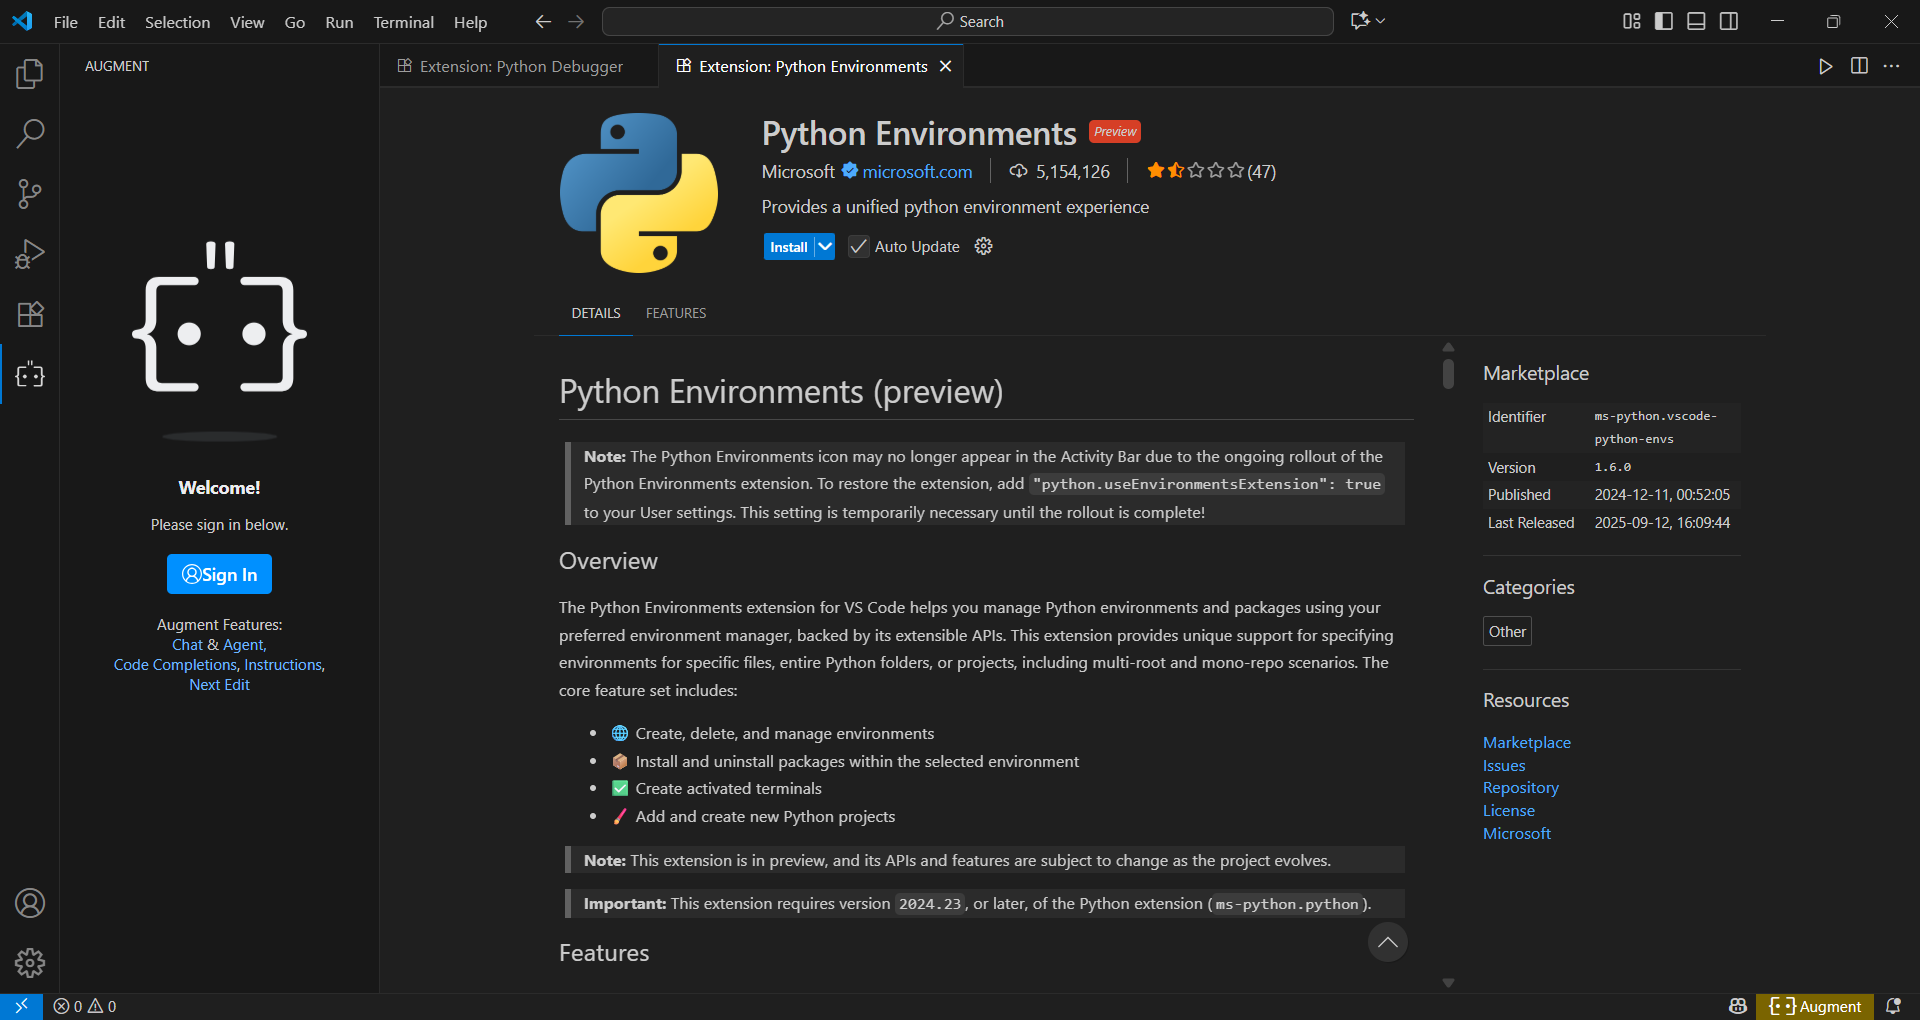 File Edit Selection View Go Run Terminal Help
Search
AUGMENT
Extension: Python Debugger
Extension: Python Environments
Python Environments Preview
Microsoft microsoft.com 5,154,126 (47)
Provides a unified python environment experience
Install Auto Update
DETAILS FEATURES
Python Environments (preview)
Note: The Python Environments icon may no longer appear in the Activity Bar due to the ongoing rollout of the
Python Environments extension. To restore the extension, add "python.useEnvironmentsExtension": true
to your User settings. This setting is temporarily necessary until the rollout is complete!
Overview
The Python Environments extension for VS Code helps you manage Python environments and packages using your
preferred environment manager, backed by its extensible APIs. This extension provides unique support for specifying
environments for specific files, entire Python folders, or projects, including multi-root and mono-repo scenarios. The
core feature set includes:
Create, delete, and manage environments
Install and uninstall packages within the selected environment
Create activated terminals
Add and create new Python projects
Note: This extension is in preview, and its APIs and features are subject to change as the project evolves.
Important: This extension requires version 2024.23, or later, of the Python extension (ms-python.python).
Features
Marketplace
Identifier ms-python.vscode-
python-envs
Version 1.6.0
Published 2024-12-11, 00:52:05
Last Released 2025-09-12, 16:09:44
Categories
Other
Resources
Marketplace
Issues
Repository
License
Microsoft
Welcome!
Please sign in below.
Sign In
Augment Features:
Chat & Agent,
Code Completions, Instructions,
Next Edit
0 0
Augment